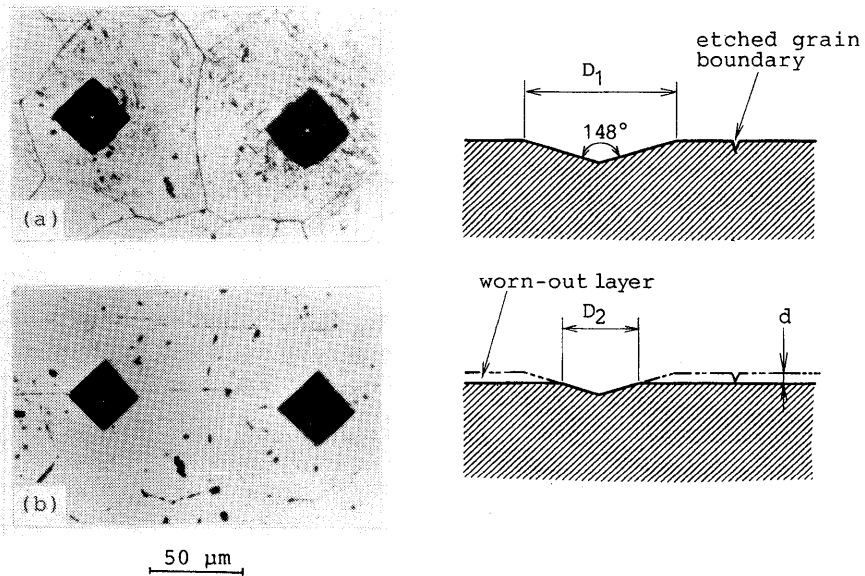 etched grain
boundary
D1
148°
(a)
worn-out layer
D2
d
(b)
50 μm